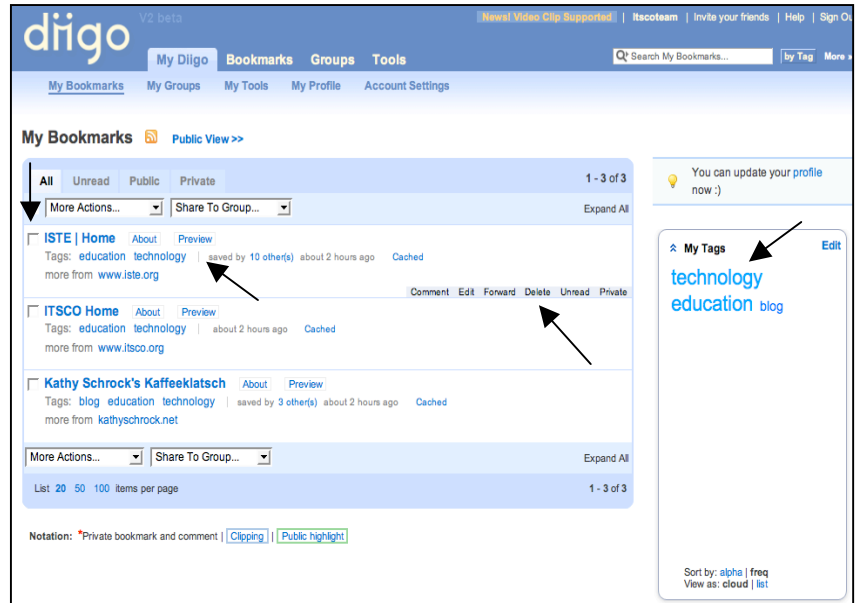 diigo V2 beta
News! Video Clip Supported | Itscoteam | Invite your friends | Help | Sign
My Diigo Bookmarks Groups Tools
Search My Bookmarks... by Tag More »
My Bookmarks My Groups My Tools My Profile Account Settings
My Bookmarks Public View >>
All Unread Public Private 1 - 3 of 3
More Actions... Share To Group... Expand All
ISTE | Home About Preview
Tags: education technology | saved by 10 other(s) about 2 hours ago Cached
more from www.iste.org
Comment Edit Forward Delete Unread Private
ITSCO Home About Preview
Tags: education technology | about 2 hours ago Cached
more from www.itsco.org
Kathy Schrock's Kaffeeklatsch About Preview
Tags: blog education technology | saved by 3 other(s) about 2 hours ago Cached
more from kathyschrock.net
More Actions... Share To Group... Expand All
List 20 50 100 items per page 1 - 3 of 3
Notation: *Private bookmark and comment | Clipping | Public highlight
You can update your profile
now :)
My Tags Edit
technology
education blog
Sort by: alpha | freq
View as: cloud | list